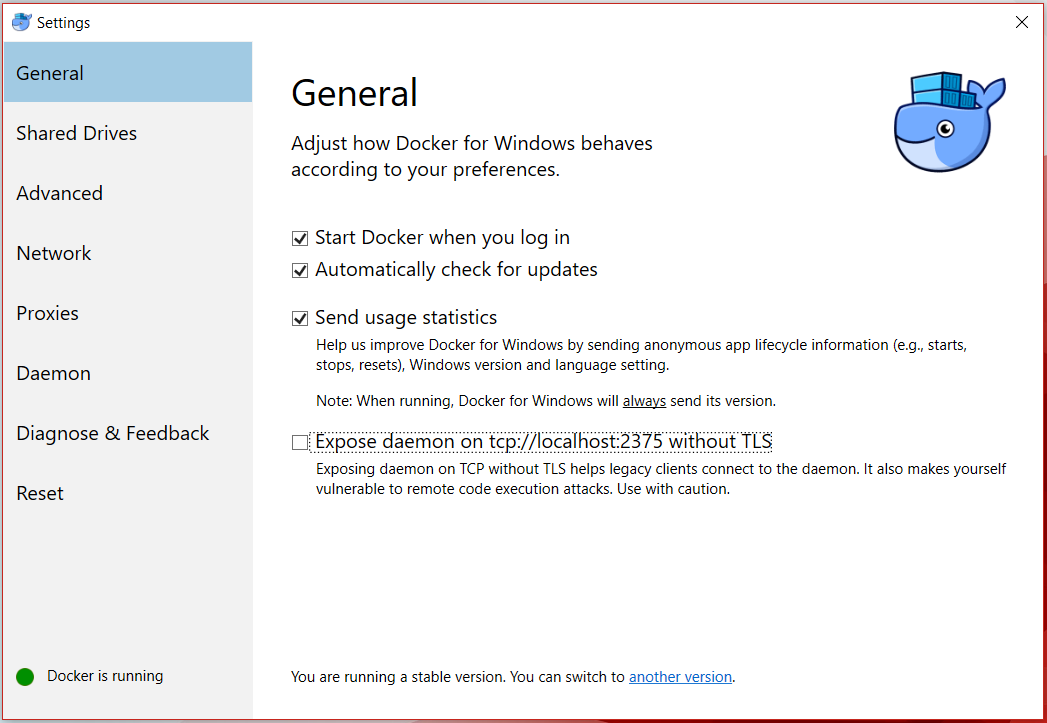 Settings
General
Shared Drives
Advanced
Network
Proxies
Daemon
Diagnose & Feedback
Reset
Docker is running
General
Adjust how Docker for Windows behaves
according to your preferences.
Start Docker when you log in
Automatically check for updates
Send usage statistics
Help us improve Docker for Windows by sending anonymous app lifecycle information (e.g., starts,
stops, resets), Windows version and language setting.
Note: When running, Docker for Windows will always send its version.
Expose daemon on tcp://localhost:2375 without TLS
Exposing daemon on TCP without TLS helps legacy clients connect to the daemon. It also makes yourself
vulnerable to remote code execution attacks. Use with caution.
You are running a stable version. You can switch to another version.